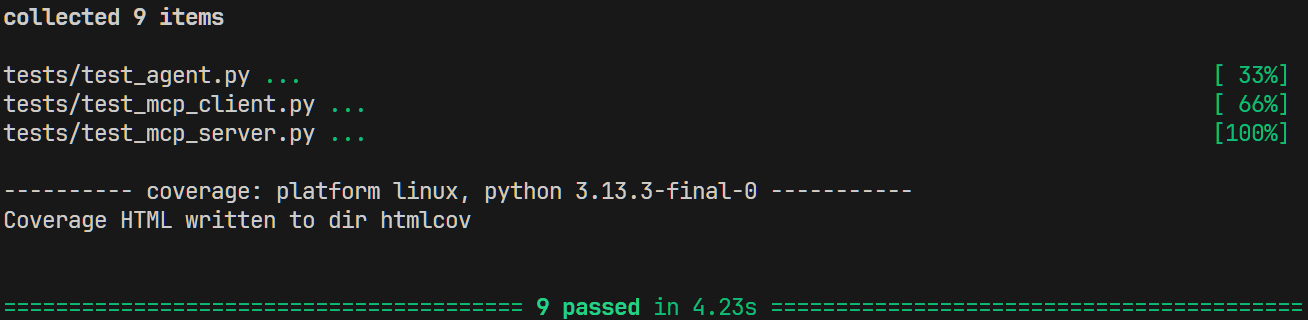 collected 9 items
tests/test_agent.py ... [ 33%]
tests/test_mcp_client.py ... [ 66%]
tests/test_mcp_server.py ... [100%]
---------- coverage: platform linux, python 3.13.3-final-0 -----------
Coverage HTML written to dir htmlcov
======================================== 9 passed in 4.23s =========================================